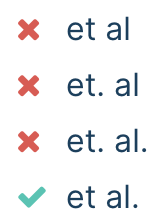 et al
et. al
et. al.
et al.